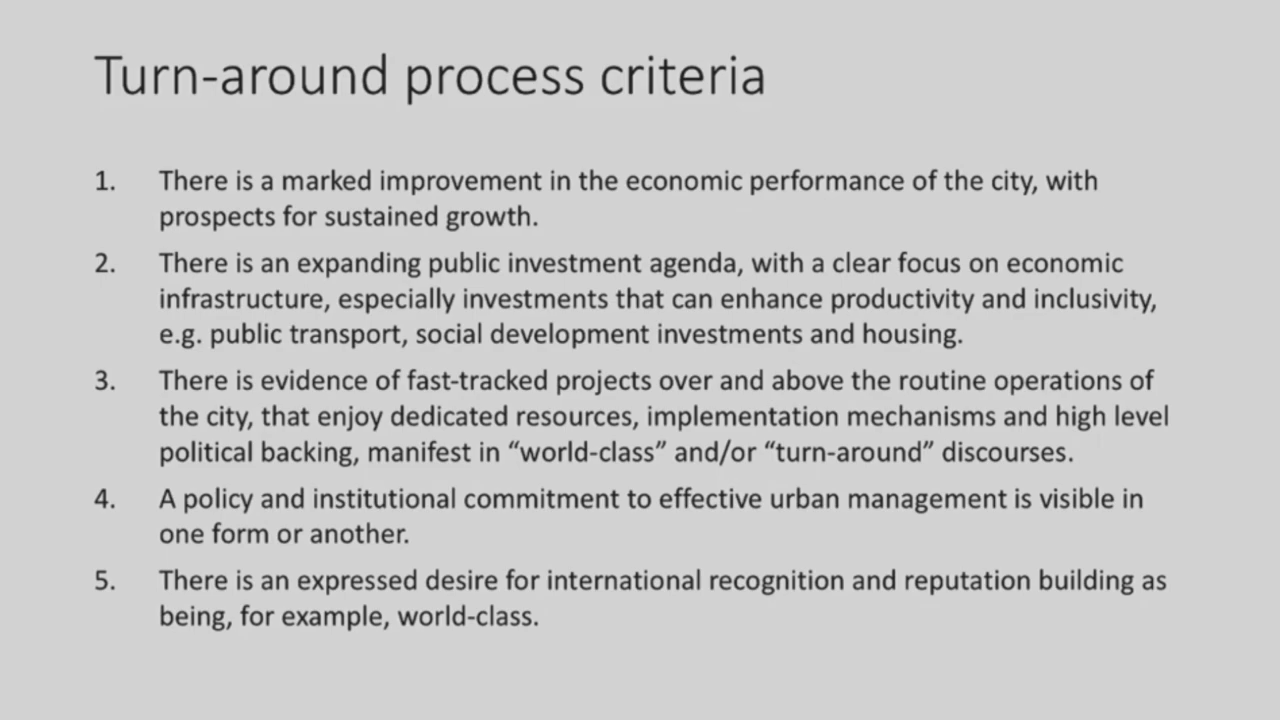 Turn-around process criteria
1. There is a marked improvement in the economic performance of the city, with
prospects for sustained growth.
2. There is an expanding public investment agenda, with a clear focus on economic
infrastructure, especially investments that can enhance productivity and inclusivity,
e.g. public transport, social development investments and housing.
3. There is evidence of fast-tracked projects over and above the routine operations of
the city, that enjoy dedicated resources, implementation mechanisms and high level
political backing, manifest in “world-class” and/or “turn-around” discourses.
4. A policy and institutional commitment to effective urban management is visible in
one form or another.
5. There is an expressed desire for international recognition and reputation building as
being, for example, world-class.